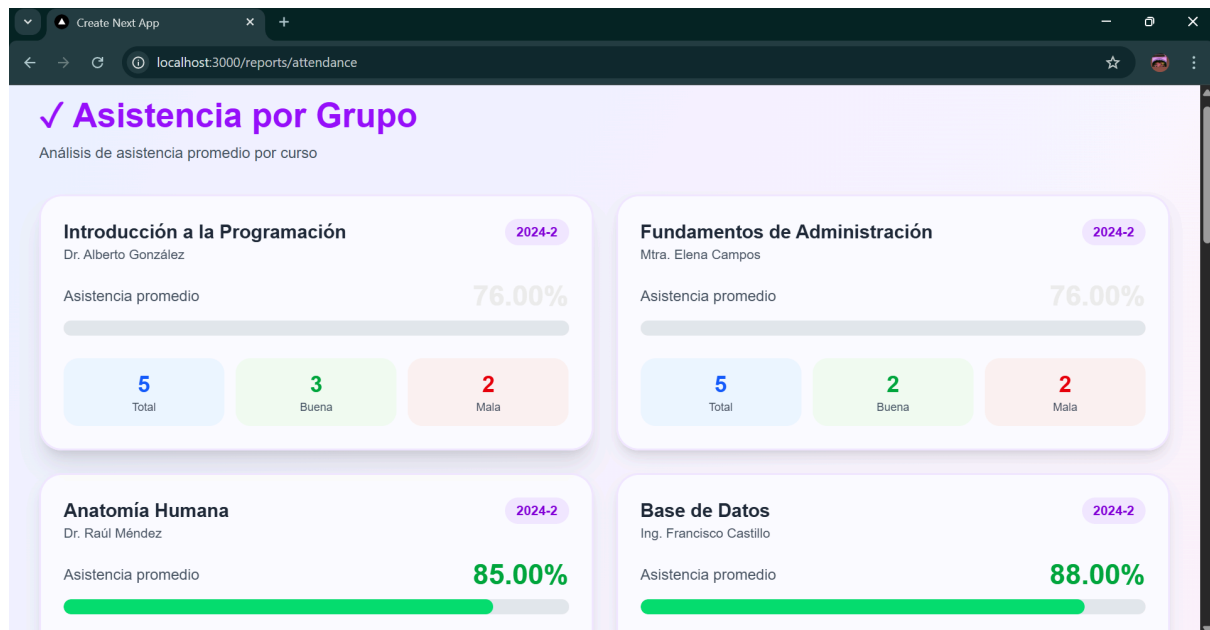 Create Next App
localhost:3000/reports/attendance
✓ Asistencia por Grupo
Análisis de asistencia promedio por curso
Introducción a la Programación
2024-2
Dr. Alberto González
Asistencia promedio
76.00%
5
3
2
Total
Buena
Mala
Fundamentos de Administración
2024-2
Mtra. Elena Campos
Asistencia promedio
76.00%
5
2
2
Total
Buena
Mala
Anatomía Humana
2024-2
Dr. Raúl Méndez
Asistencia promedio
85.00%
Base de Datos
2024-2
Ing. Francisco Castillo
Asistencia promedio
88.00%